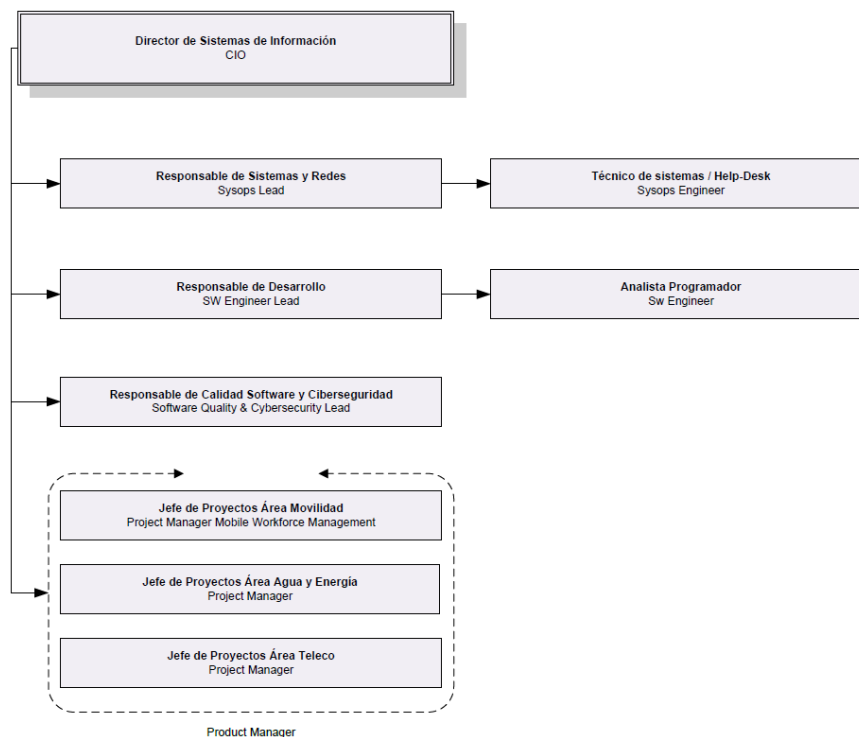 Director de Sistemas de Información
CIO
Responsable de Sistemas y Redes
Sysops Lead
Técnico de sistemas / Help-Desk
Sysops Engineer
Responsable de Desarrollo
SW Engineer Lead
Analista Programador
Sw Engineer
Responsable de Calidad Software y Ciberseguridad
Software Quality & Cybersecurity Lead
Jefe de Proyectos Área Movilidad
Project Manager Mobile Workforce Management
Jefe de Proyectos Área Agua y Energía
Project Manager
Jefe de Proyectos Área Teleco
Project Manager
Product Manager